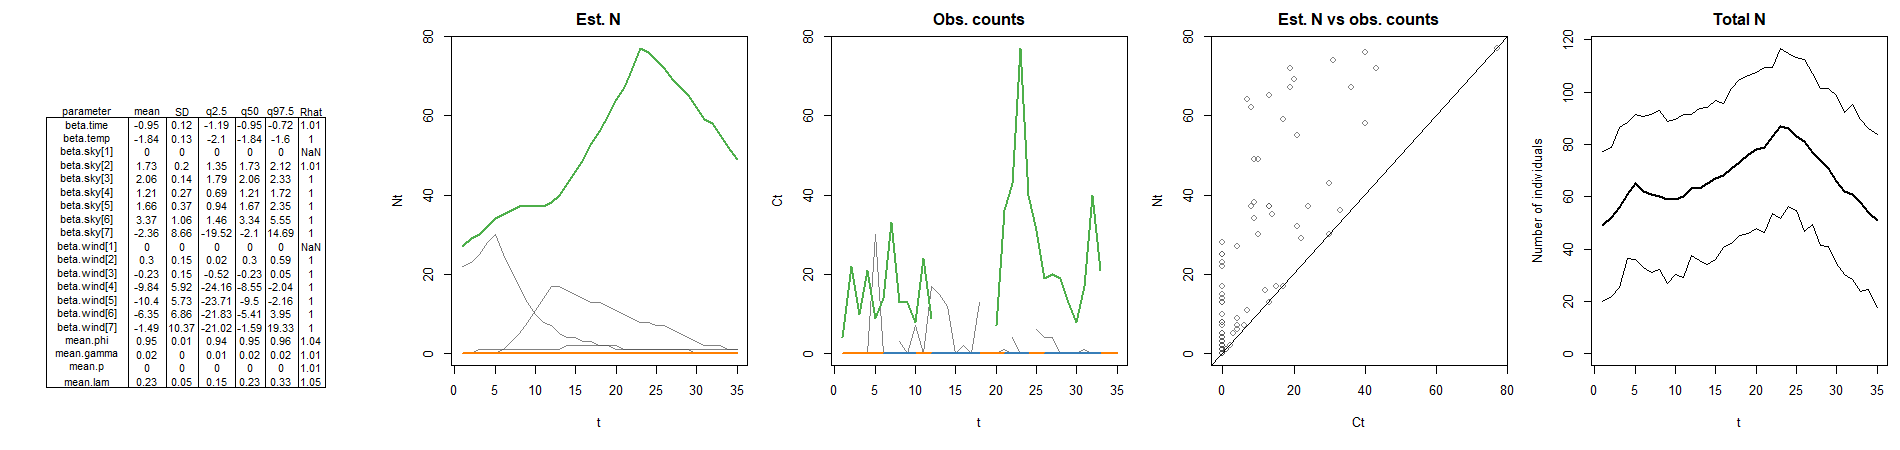 parameter mean SD q2.5 q50 q97.5 Rhat
beta.time −0.95 0.12 −1.19 −0.95 −0.72 1.01
beta.temp −1.84 0.13 −2.1 −1.84 −1.6 1
beta.sky[1] 0 0 0 0 0 NaN
beta.sky[2] 1.73 0.2 1.35 1.73 2.12 1.01
beta.sky[3] 2.06 0.14 1.79 2.06 2.33 1
beta.sky[4] 1.21 0.27 0.69 1.21 1.72 1
beta.sky[5] 1.66 0.37 0.94 1.67 2.35 1
beta.sky[6] 3.37 1.06 1.46 3.34 5.55 1
beta.sky[7] −2.36 8.66 −19.52 −2.1 14.69 1
beta.wind[1] 0 0 0 0 0 NaN
beta.wind[2] 0.3 0.15 0.02 0.3 0.59 1
beta.wind[3] −0.23 0.15 −0.52 −0.23 0.05 1
beta.wind[4] −9.84 5.92 −24.16 −8.55 −2.04 1
beta.wind[5] −10.4 5.73 −23.71 −9.5 −2.16 1
beta.wind[6] −6.35 6.86 −21.83 −5.41 3.95 1
beta.wind[7] −1.49 10.37 −21.02 −1.59 19.33 1
mean.phi 0.95 0.01 0.94 0.95 0.96 1.04
mean.gamma 0.02 0 0.01 0.02 0.02 1.01
mean.p 0 0 0 0 0 1.01
mean.lam 0.23 0.05 0.15 0.23 0.33 1.05
Est. N
Nt
80
60
40
20
0
0 5 10 15 20 25 30 35
t
Obs. counts
Ct
80
60
40
20
0
0 5 10 15 20 25 30 35
t
Est. N vs obs. counts
Nt
80
60
40
20
0
0 20 40 60 80
Ct
Total N
Number of individuals
120
100
80
60
40
20
0
0 5 10 15 20 25 30 35
t